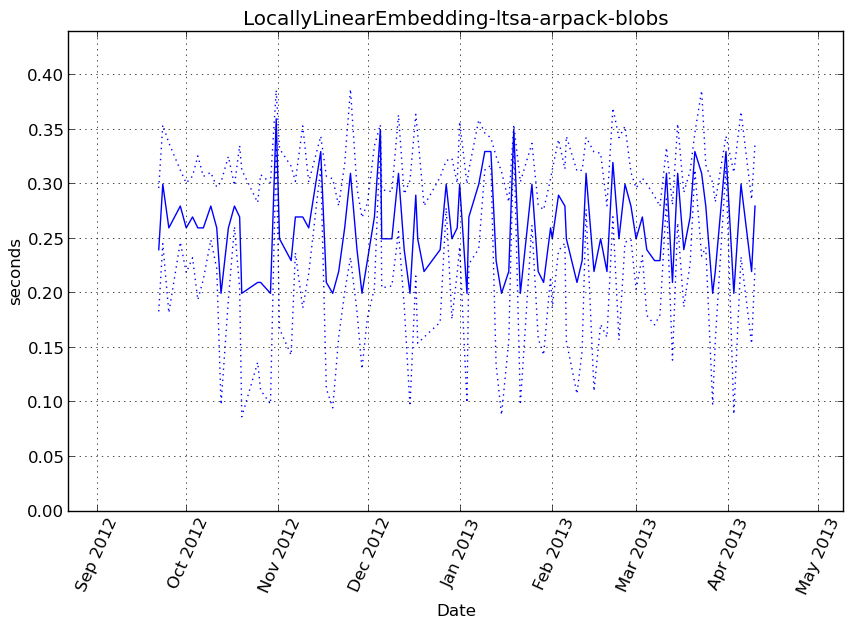 LocallyLinearEmbedding-ltsa-arpack-blobs
0.40
0.35
0.30
0.25
0.20
0.15
0.10
0.05
0.00
seconds
Sep 2012
Oct 2012
Nov 2012
Dec 2012
Jan 2013
Feb 2013
Mar 2013
Apr 2013
May 2013
Date